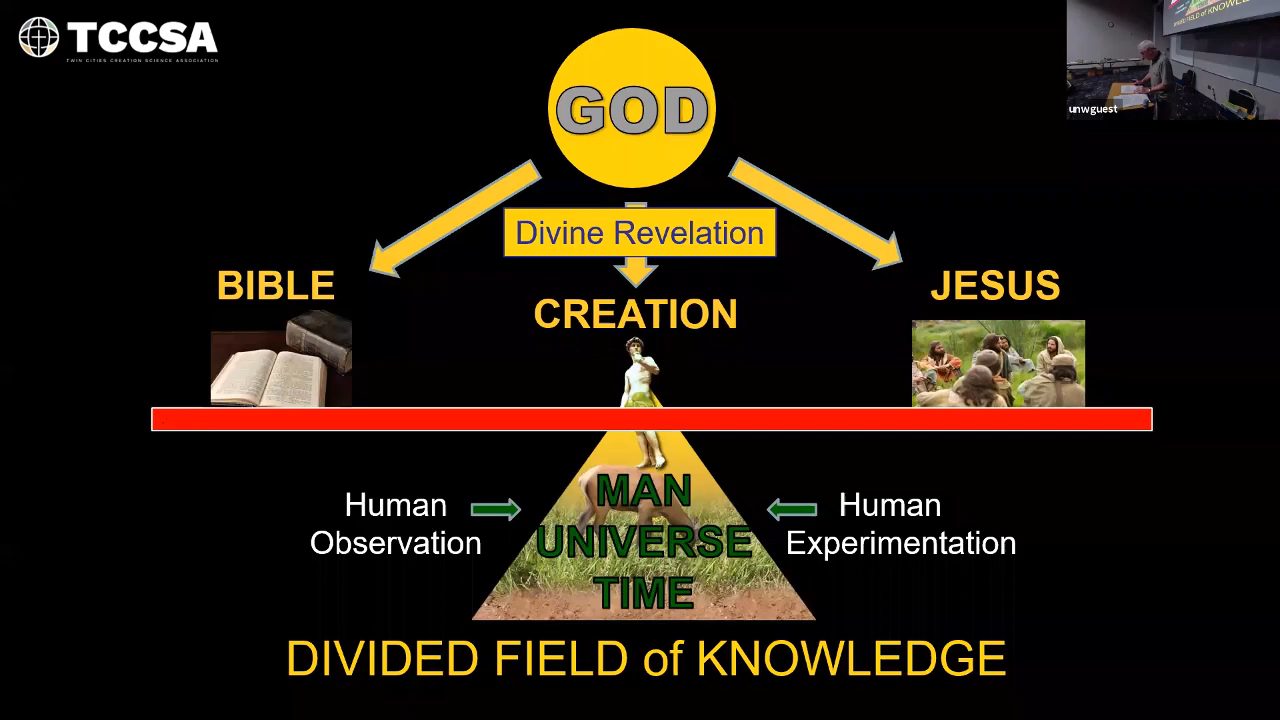 TCCSA
TWIN CITIES CREATION SCIENCE ASSOCIATION
GOD
unwguest
Divine Revelation
BIBLE
CREATION
JESUS
MAN
UNIVERSE
TIME
Human
Observation
Human
Experimentation
DIVIDED FIELD of KNOWLEDGE